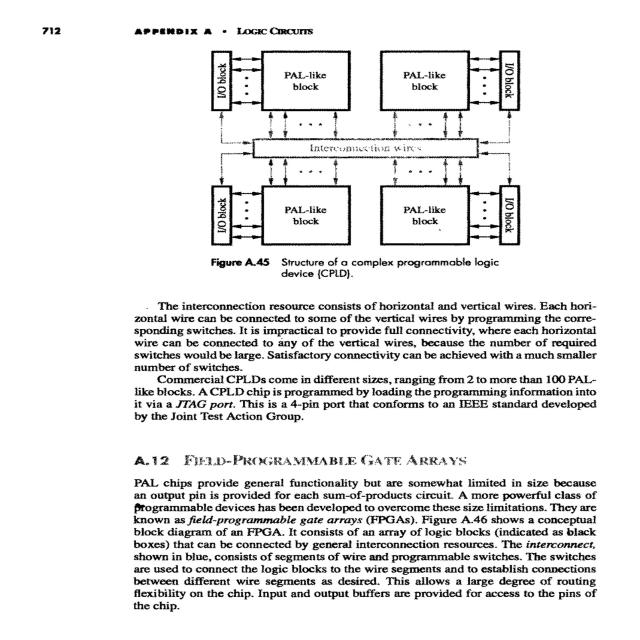 712 APPENDIX A • LOGIC CIRCUITS
I/O block
PAL-like
block
PAL-like
block
I/O block
Interconnection wires
I/O block
PAL-like
block
PAL-like
block
I/O block
Figure A.45 Structure of a complex programmable logic
device (CPLD).
The interconnection resource consists of horizontal and vertical wires. Each hori-
zontal wire can be connected to some of the vertical wires by programming the corre-
sponding switches. It is impractical to provide full connectivity, where each horizontal
wire can be connected to any of the vertical wires, because the number of required
switches would be large. Satisfactory connectivity can be achieved with a much smaller
number of switches.
Commercial CPLDs come in different sizes, ranging from 2 to more than 100 PAL-
like blocks. A CPLD chip is programmed by loading the programming information into
it via a JTAG port. This is a 4-pin port that conforms to an IEEE standard developed
by the Joint Test Action Group.
A.12 FIELD-PROGRAMMABLE GATE ARRAYS
PAL chips provide general functionality but are somewhat limited in size because
an output pin is provided for each sum-of-products circuit. A more powerful class of
programmable devices has been developed to overcome these size limitations. They are
known as field-programmable gate arrays (FPGAs). Figure A.46 shows a conceptual
block diagram of an FPGA. It consists of an array of logic blocks (indicated as black
boxes) that can be connected by general interconnection resources. The interconnect,
shown in blue, consists of segments of wire and programmable switches. The switches
are used to connect the logic blocks to the wire segments and to establish connections
between different wire segments as desired. This allows a large degree of routing
flexibility on the chip. Input and output buffers are provided for access to the pins of
the chip.